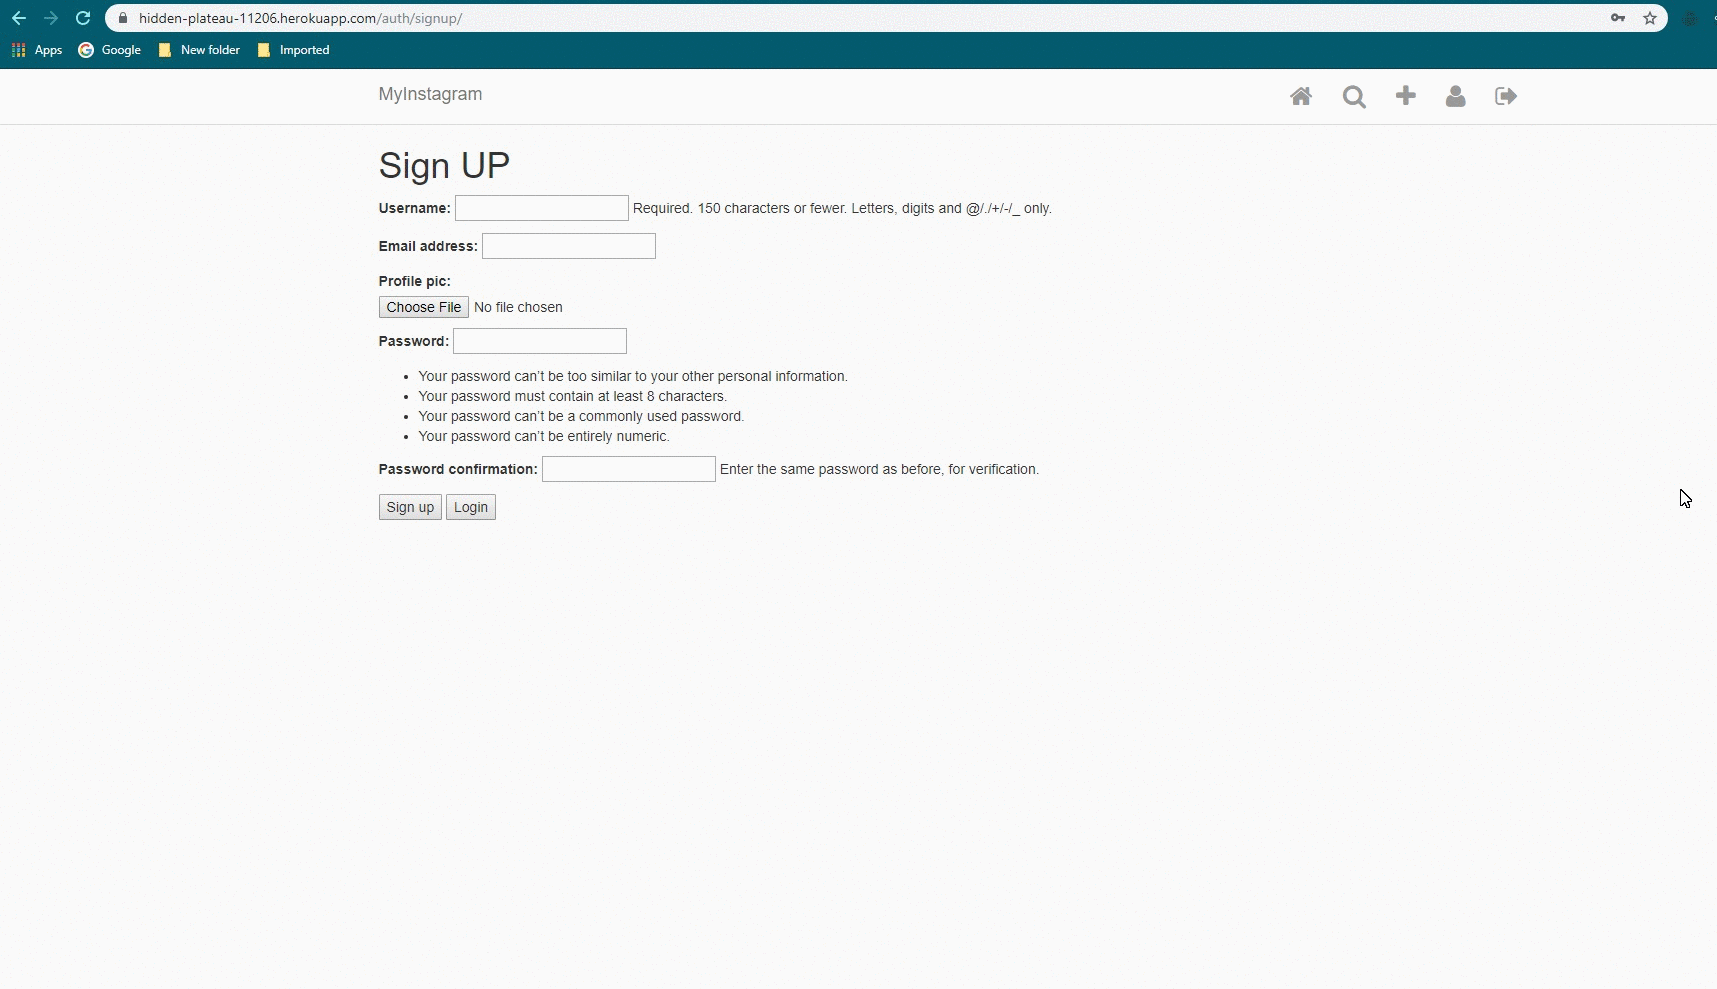 hidden-plateau-11206.herokuapp.com/auth/signup/
Apps Google New folder Imported
MyInstagram
Sign UP
Username: Required. 150 characters or fewer. Letters, digits and @/./+/-/_ only.
Email address:
Profile pic:
Choose File No file chosen
Password:
• Your password can't be too similar to your other personal information.
• Your password must contain at least 8 characters.
• Your password can't be a commonly used password.
• Your password can't be entirely numeric.
Password confirmation: Enter the same password as before, for verification.
Sign up Login